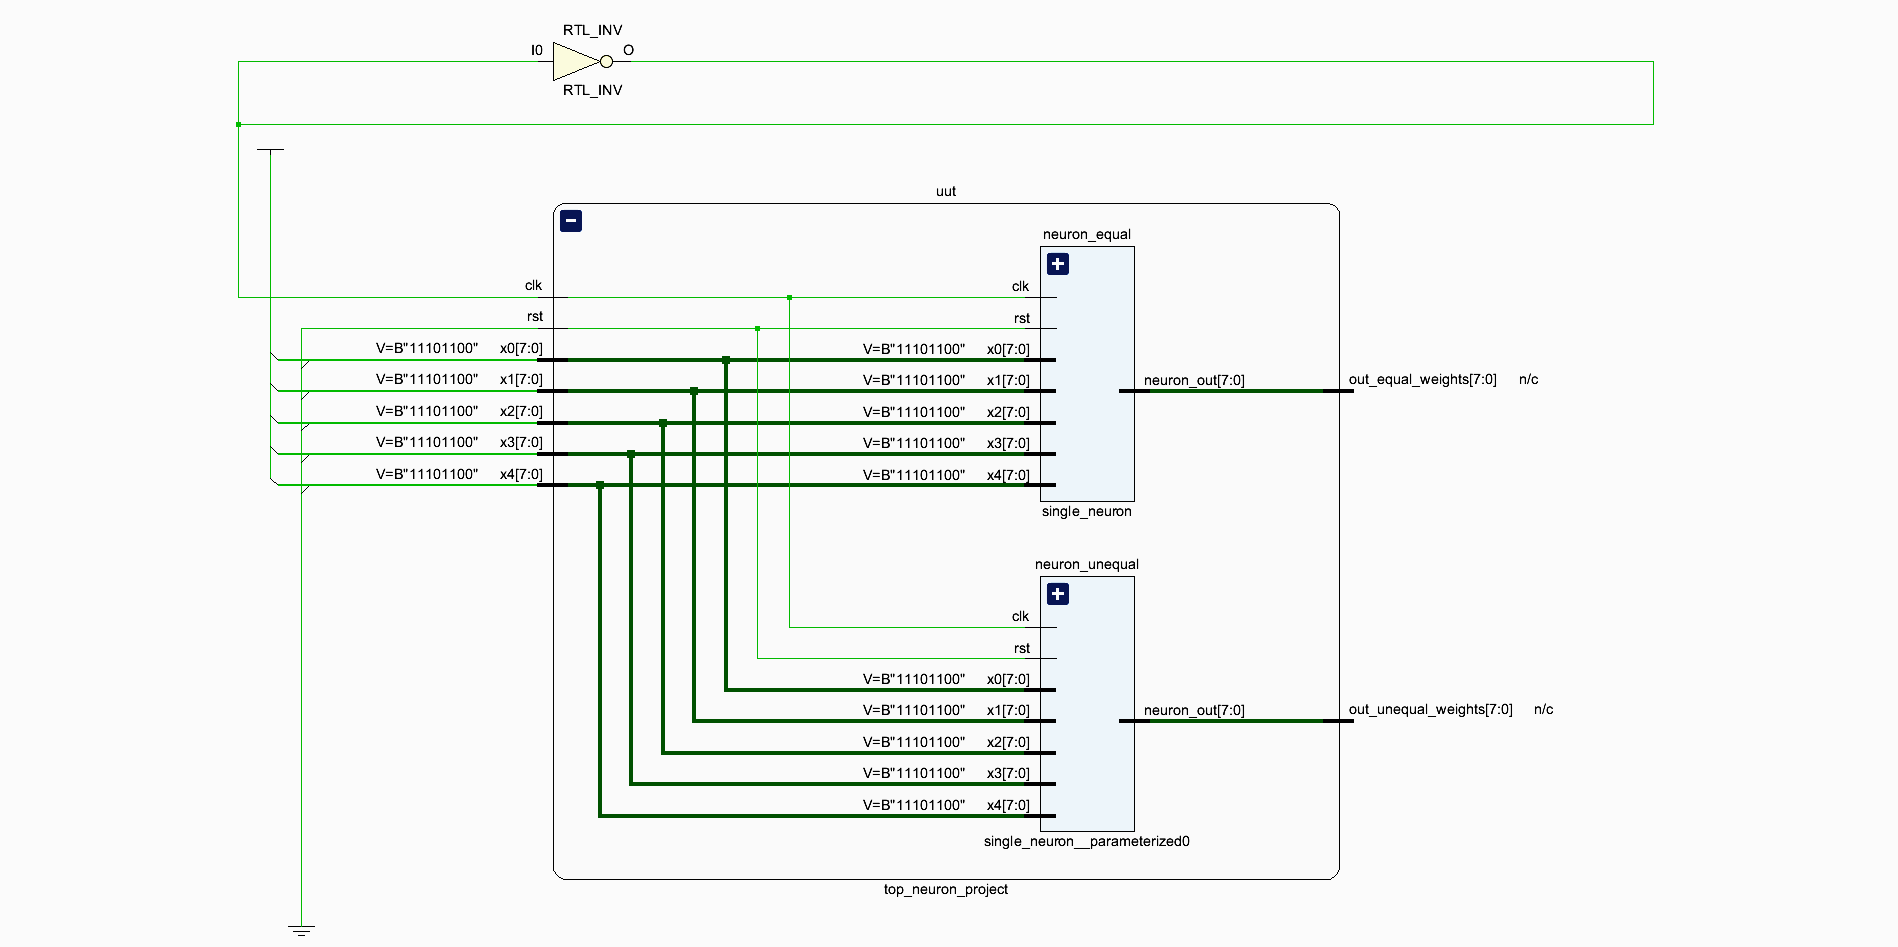 RTL_INV
I0
O
RTL_INV
uut
neuron_equal
clk
clk
rst
rst
V=B"11101100" x0[7:0]
V=B"11101100" x0[7:0]
V=B"11101100" x1[7:0]
V=B"11101100" x1[7:0]
neuron_out[7:0]
out_equal_weights[7:0] n/c
V=B"11101100" x2[7:0]
V=B"11101100" x2[7:0]
V=B"11101100" x3[7:0]
V=B"11101100" x3[7:0]
V=B"11101100" x4[7:0]
V=B"11101100" x4[7:0]
single_neuron
neuron_unequal
clk
rst
V=B"11101100" x0[7:0]
V=B"11101100" x1[7:0]
neuron_out[7:0]
out_unequal_weights[7:0] n/c
V=B"11101100" x2[7:0]
V=B"11101100" x3[7:0]
V=B"11101100" x4[7:0]
single_neuron__parameterized0
top_neuron_project